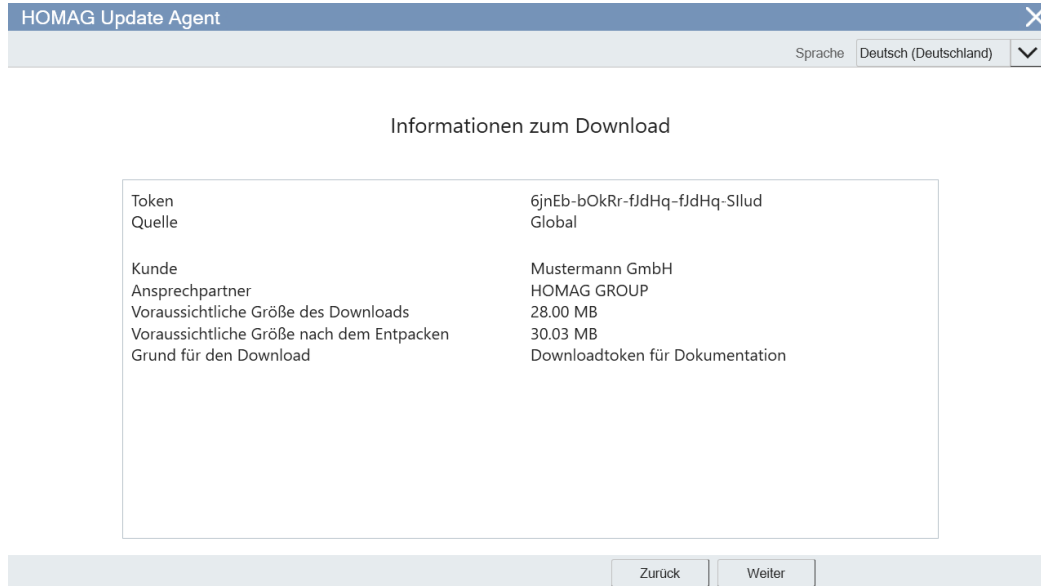 HOMAG Update Agent
Sprache Deutsch (Deutschland)
Informationen zum Download
Token 6jnEb-bOkRr-fJdHq-fJdHq-SIlud
Quelle Global
Kunde Mustermann GmbH
Ansprechpartner HOMAG GROUP
Voraussichtliche Größe des Downloads 28.00 MB
Voraussichtliche Größe nach dem Entpacken 30.03 MB
Grund für den Download Downloadtoken für Dokumentation
Zurück Weiter